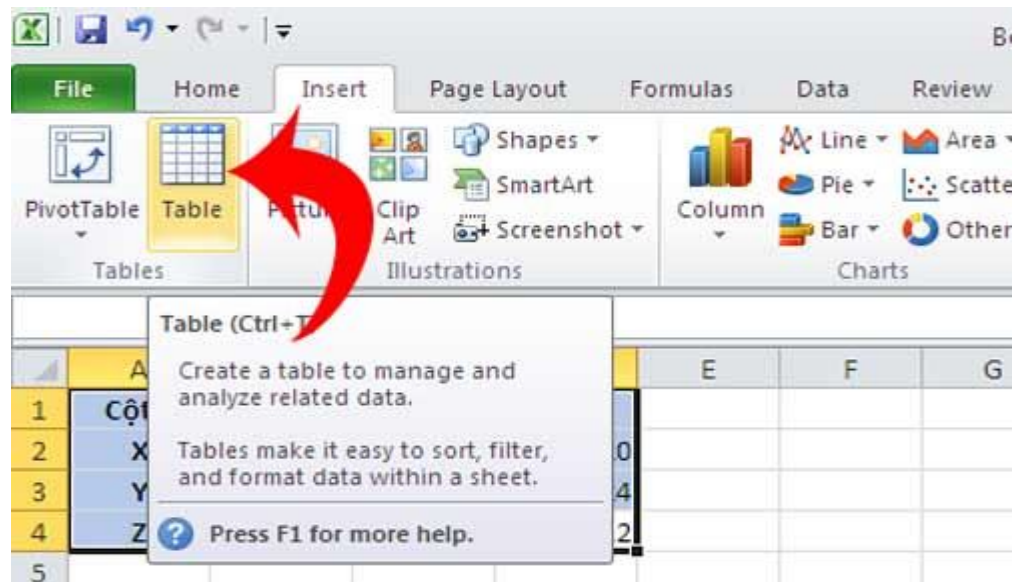 File Home Insert Page Layout Formulas Data Review
Shapes Line Area
SmartArt Pie
PivotTable Table Clip Art Screenshot Column Bar Other
Tables Illustrations Charts
Table (Ctrl+T
Create a table to manage and
analyze related data.
Tables make it easy to sort, filter,
and format data within a sheet.
Press F1 for more help.
A E F G
1 Cột
2 X 0
3 Y 4
4 Z 2
5